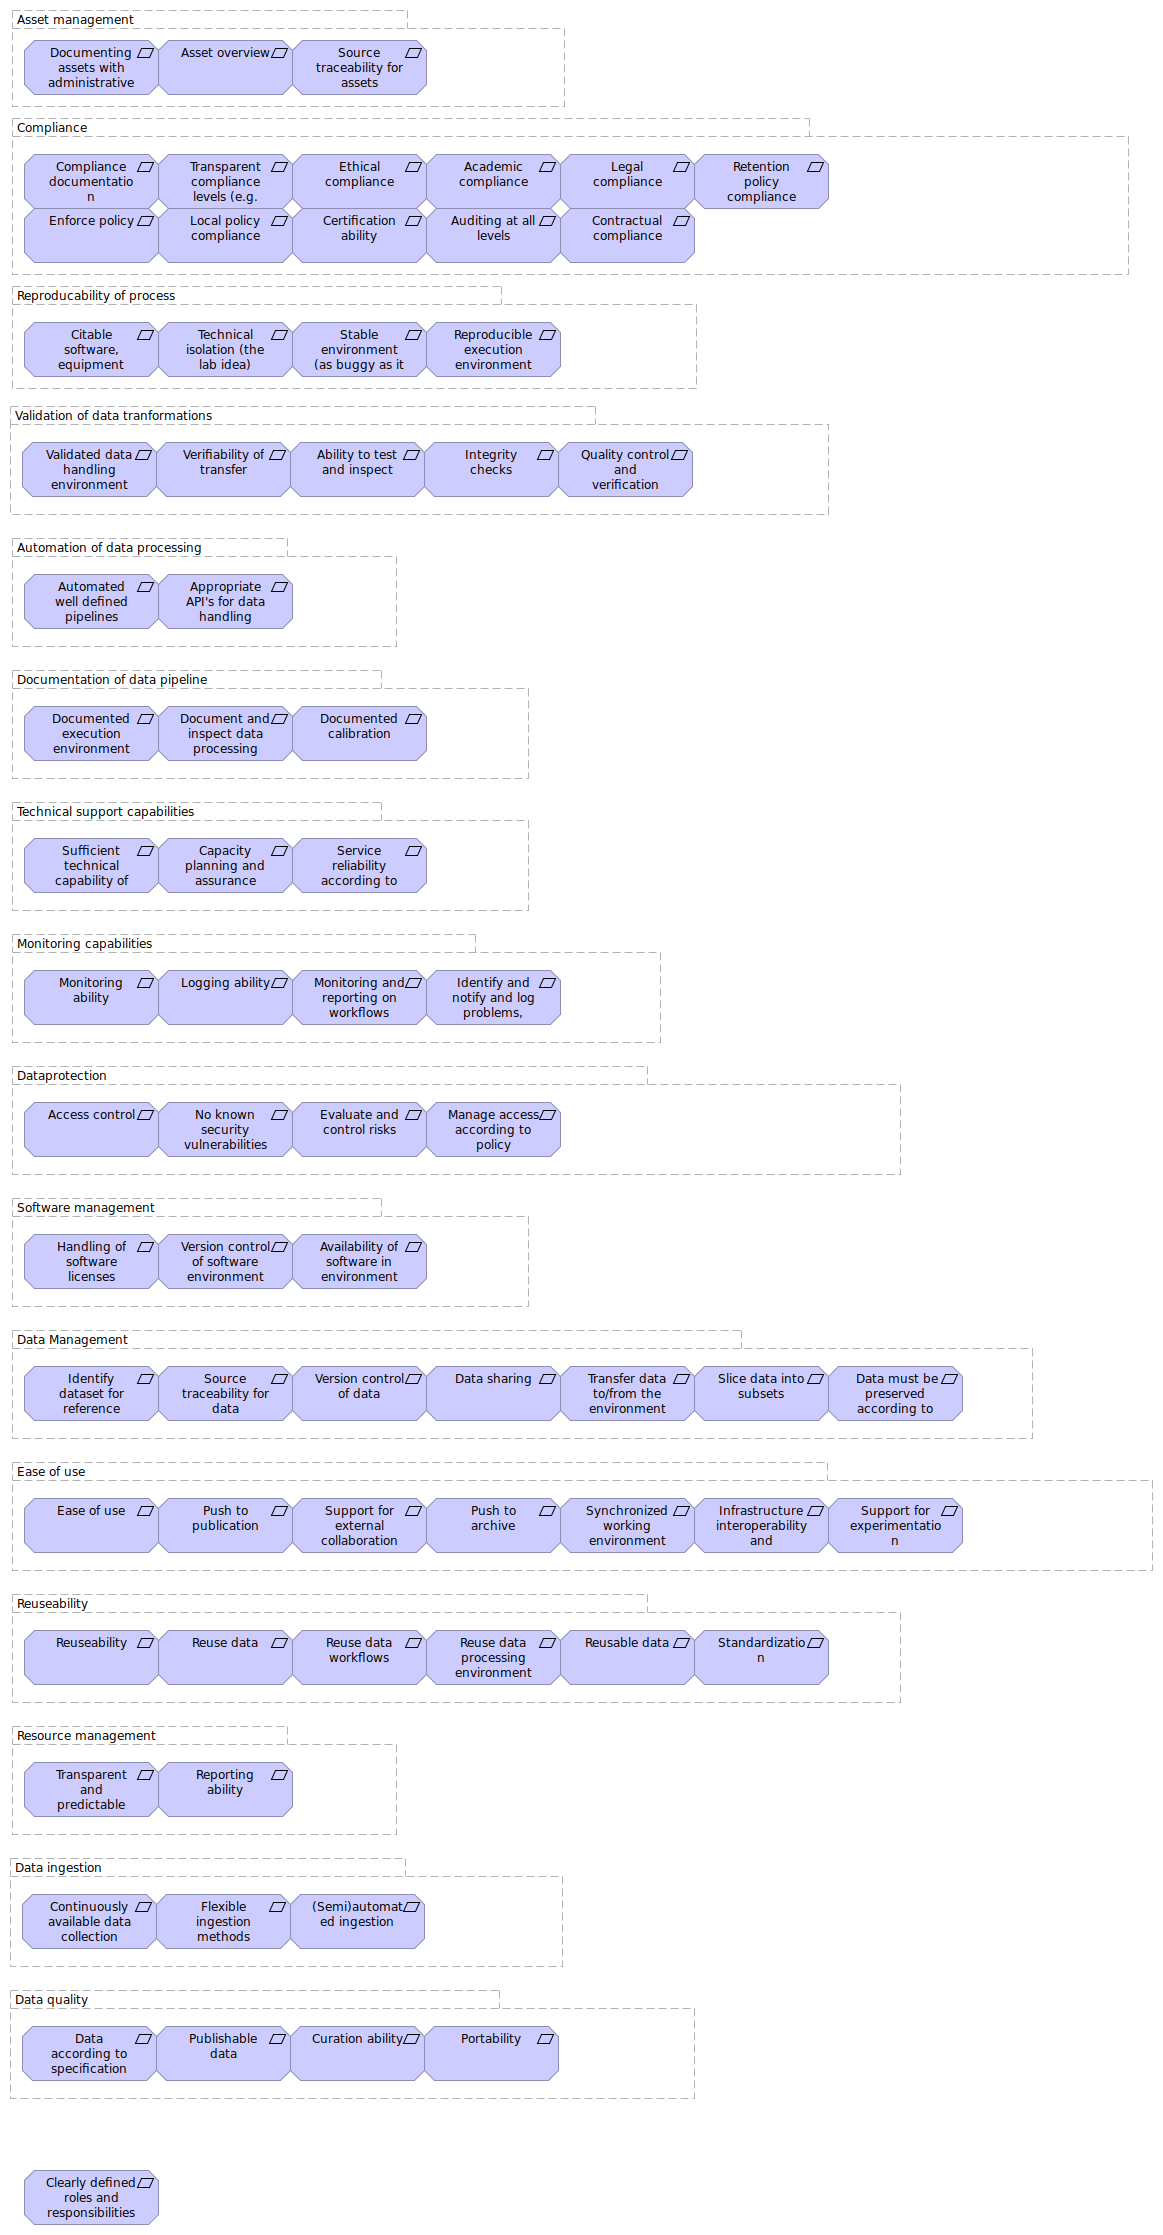 Asset management
Documenting
assets with
administrative
Asset overview
Source
traceability for
assets
Compliance
Compliance
documentatio
n
Transparent
compliance
levels (e.g.
Ethical
compliance
Academic
compliance
Legal
compliance
Retention
policy
compliance
Enforce policy
Local policy
compliance
Certification
ability
Auditing at all
levels
Contractual
compliance
Reproducability of process
Citable
software,
equipment
Technical
isolation (the
lab idea)
Stable
environment
(as buggy as it
Reproducible
execution
environment
Validation of data tranformations
Validated data
handling
environment
Verifiability of
transfer
Ability to test
and inspect
Integrity
checks
Quality control
and
verification
Automation of data processing
Automated
well defined
pipelines
Appropriate
API's for data
handling
Documentation of data pipeline
Documented
execution
environment
Document and
inspect data
processing
Documented
calibration
Technical support capabilities
Sufficient
technical
capability of
Capacity
planning and
assurance
Service
reliability
according to
Monitoring capabilities
Monitoring
ability
Logging ability
Monitoring and
reporting on
workflows
Identify and
notify and log
problems,
Dataprotection
Access control
No known
security
vulnerabilities
Evaluate and
control risks
Manage access
according to
policy
Software management
Handling of
software
licenses
Version control
of software
environment
Availability of
software in
environment
Data Management
Identify
dataset for
reference
Source
traceability for
data
Version control
of data
Data sharing
Transfer data
to/from the
environment
Slice data into
subsets
Data must be
preserved
according to
Ease of use
Ease of use
Push to
publication
Support for
external
collaboration
Push to
archive
Synchronized
working
environment
Infrastructure
interoperability
and
Support for
experimentatio
n
Reuseability
Reuseability
Reuse data
Reuse data
workflows
Reuse data
processing
environment
Reusable data
Standardizatio
n
Resource management
Transparent
and
predictable
Reporting
ability
Data ingestion
Continuously
available data
collection
Flexible
ingestion
methods
(Semi)automat
ed ingestion
Data quality
Data
according to
specification
Publishable
data
Curation ability
Portability
Clearly defined
roles and
responsibilities